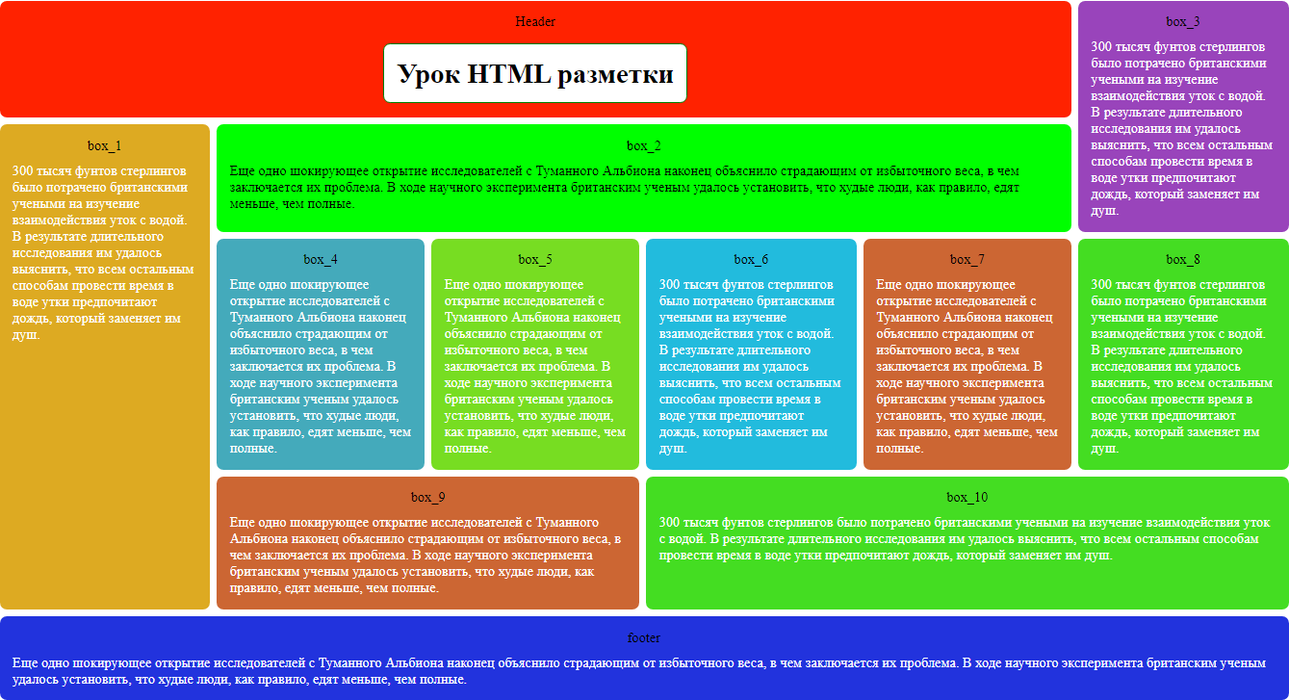 Header
Урок HTML разметки
box_3
300 тысяч фунтов стерлингов
было потрачено британскими
учеными на изучение
взаимодействия уток с водой.
В результате длительного
исследования им удалось
выяснить, что всем остальным
способам провести время в
воде утки предпочитают
дождь, который заменяет им
душ.
box_1
300 тысяч фунтов стерлингов
было потрачено британскими
учеными на изучение
взаимодействия уток с водой.
В результате длительного
исследования им удалось
выяснить, что всем остальным
способам провести время в
воде утки предпочитают
дождь, который заменяет им
душ.
box_2
Еще одно шокирующее открытие исследователей с Туманного Альбиона наконец объяснило страдающим от избыточного веса, в чем
заключается их проблема. В ходе научного эксперимента британским ученым удалось установить, что худые люди, как правило, едят
меньше, чем полные.
box_4
Еще одно шокирующее
открытие исследователей с
Туманного Альбиона наконец
объяснило страдающим от
избыточного веса, в чем
заключается их проблема. В
ходе научного эксперимента
британским ученым удалось
установить, что худые люди,
как правило, едят меньше, чем
полные.
box_5
Еще одно шокирующее
открытие исследователей с
Туманного Альбиона наконец
объяснило страдающим от
избыточного веса, в чем
заключается их проблема. В
ходе научного эксперимента
британским ученым удалось
установить, что худые люди,
как правило, едят меньше, чем
полные.
box_6
300 тысяч фунтов стерлингов
было потрачено британскими
учеными на изучение
взаимодействия уток с водой.
В результате длительного
исследования им удалось
выяснить, что всем остальным
способам провести время в
воде утки предпочитают
дождь, который заменяет им
душ.
box_7
Еще одно шокирующее
открытие исследователей с
Туманного Альбиона наконец
объяснило страдающим от
избыточного веса, в чем
заключается их проблема. В
ходе научного эксперимента
британским ученым удалось
установить, что худые люди,
как правило, едят меньше, чем
полные.
box_8
300 тысяч фунтов стерлингов
было потрачено британскими
учеными на изучение
взаимодействия уток с водой.
В результате длительного
исследования им удалось
выяснить, что всем остальным
способам провести время в
воде утки предпочитают
дождь, который заменяет им
душ.
box_9
Еще одно шокирующее открытие исследователей с Туманного
Альбиона наконец объяснило страдающим от избыточного веса, в
чем заключается их проблема. В ходе научного эксперимента
британским ученым удалось установить, что худые люди, как
правило, едят меньше, чем полные.
box_10
300 тысяч фунтов стерлингов было потрачено британскими учеными на изучение взаимодействия уток
с водой. В результате длительного исследования им удалось выяснить, что всем остальным способам
провести время в воде утки предпочитают дождь, который заменяет им душ.
footer
Еще одно шокирующее открытие исследователей с Туманного Альбиона наконец объяснило страдающим от избыточного веса, в чем заключается их проблема. В ходе научного эксперимента британским ученым
удалось установить, что худые люди, как правило, едят меньше, чем полные.